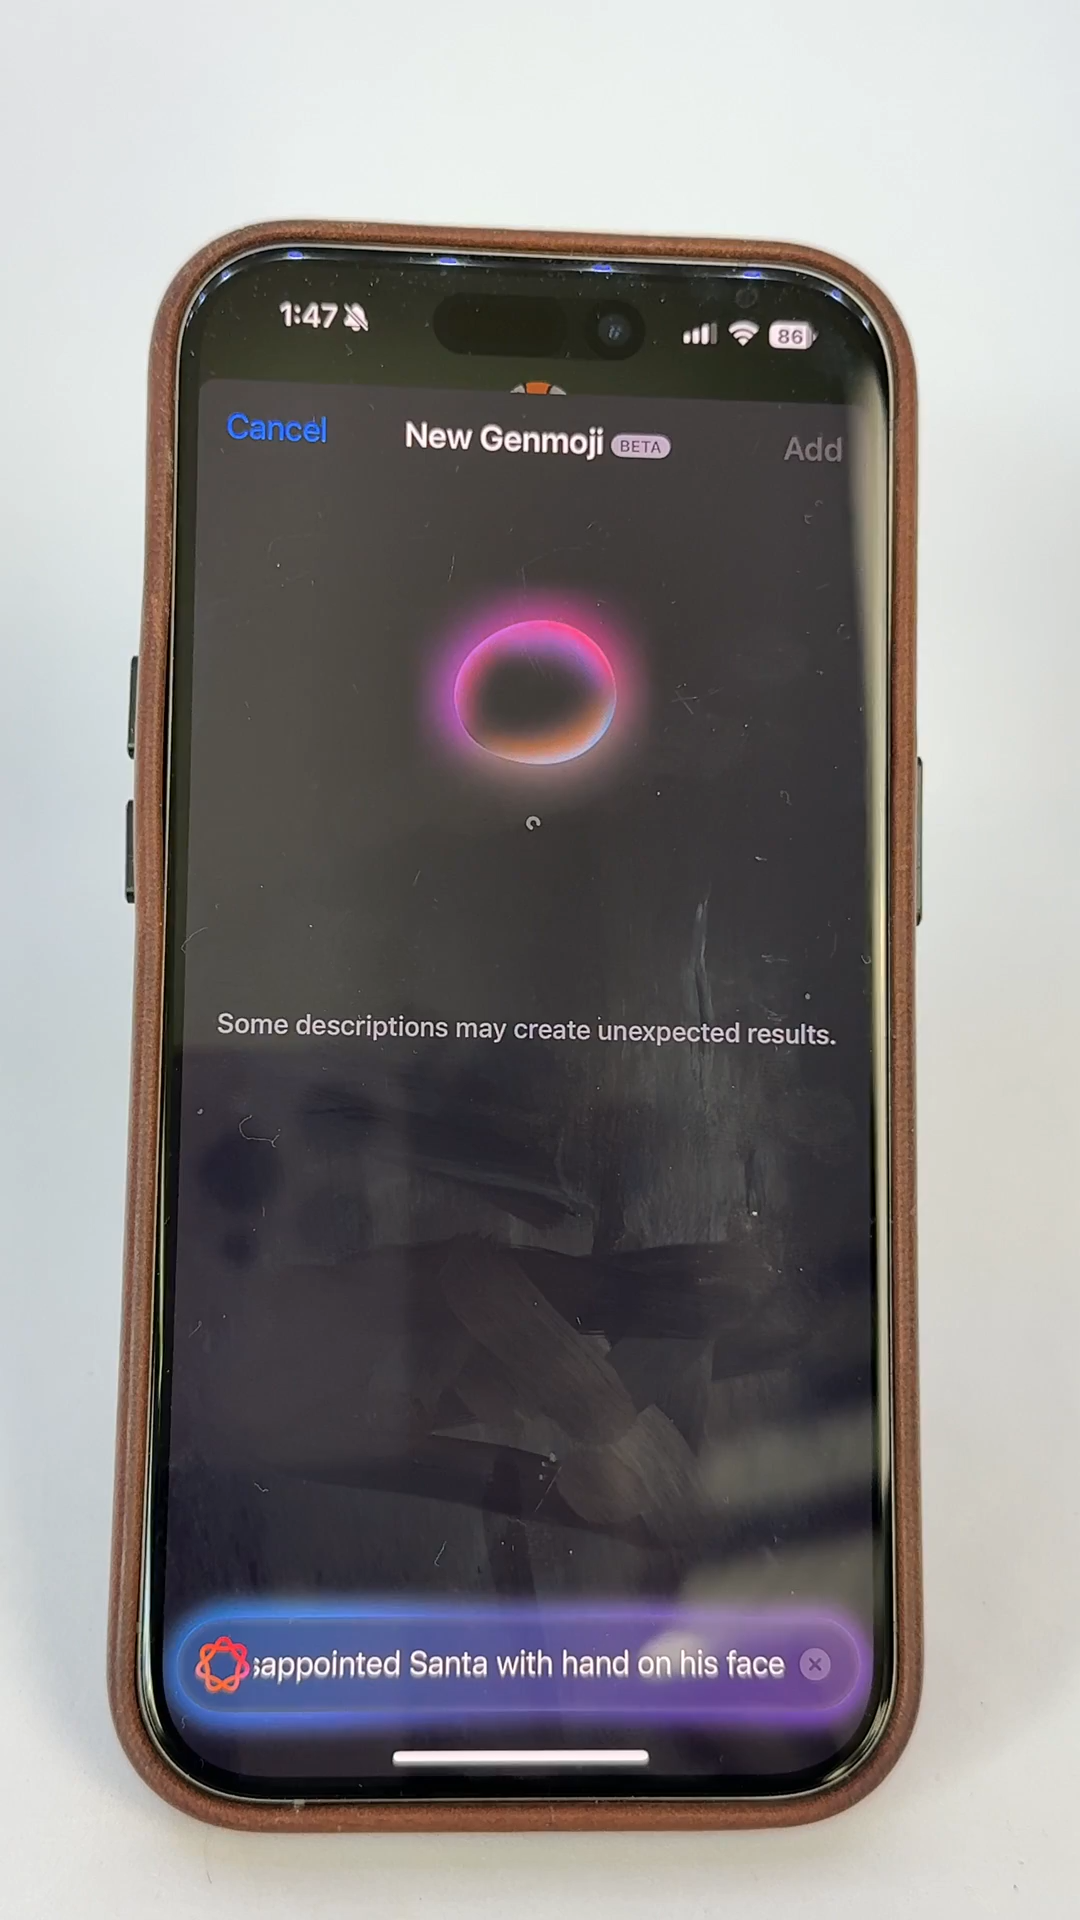 1:47
86
Cancel
New Genmoji BETA
Add
Some descriptions may create unexpected results.
sappointed Santa with hand on his face